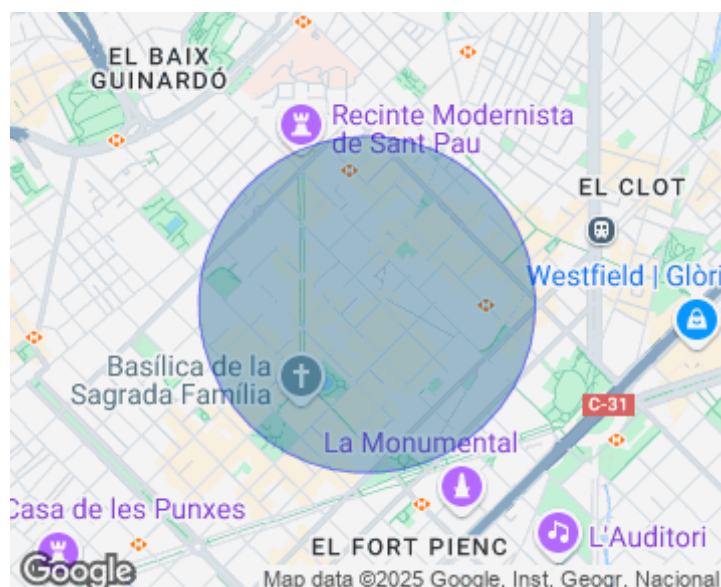 EL BAIX
GUINARDÓ
Recinte Modernista
de Sant Pau
EL CLOT
Westfield | Glòri
Basílica de la
Sagrada Família
C-31
La Monumental
Casa de les Punxes
EL FORT PIENC
L'Auditori
Google
Map data ©2025 Google, Inst. Geogr. Nacional